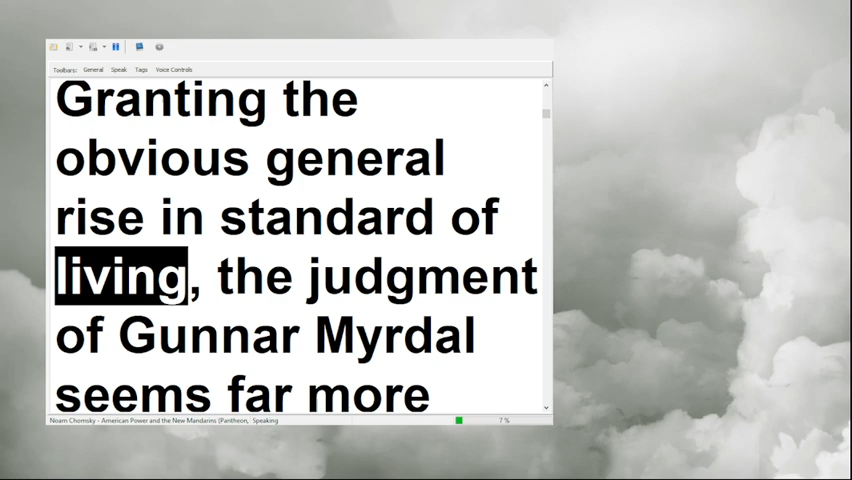 Toolbars: General Speak Tags Voice Controls
Granting the
obvious general
rise in standard of
living, the judgment
of Gunnar Myrdal
seems far more
Noam Chomsky - American Power and the New Mandarins (Pantheon, Speaking 7 %